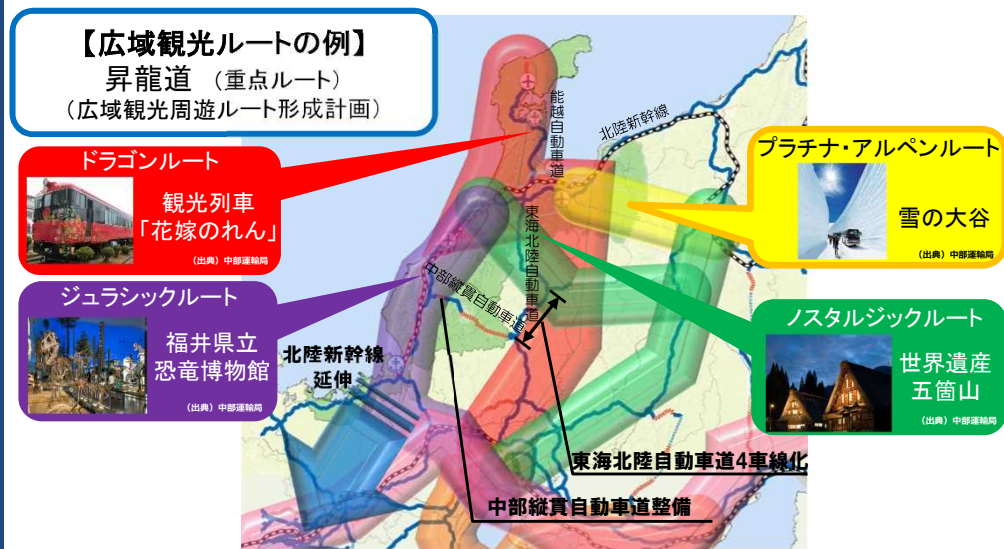 【広域観光ルートの例】
昇龍道 （重点ルート）
（広域観光周遊ルート形成計画）
ドラゴンルート
観光列車
「花嫁のれん」
（出典）中部運輸局
ジュラシックルート
福井県立
恐竜博物館
（出典）中部運輸局
能越自動車道
北陸新幹線
東海北陸自動車道
中部縦貫自動車道
北陸新幹線
延伸
プラチナ・アルペンルート
雪の大谷
（出典）中部運輸局
ノスタルジックルート
世界遺産
五箇山
（出典）中部運輸局
東海北陸自動車道4車線化
中部縦貫自動車道整備